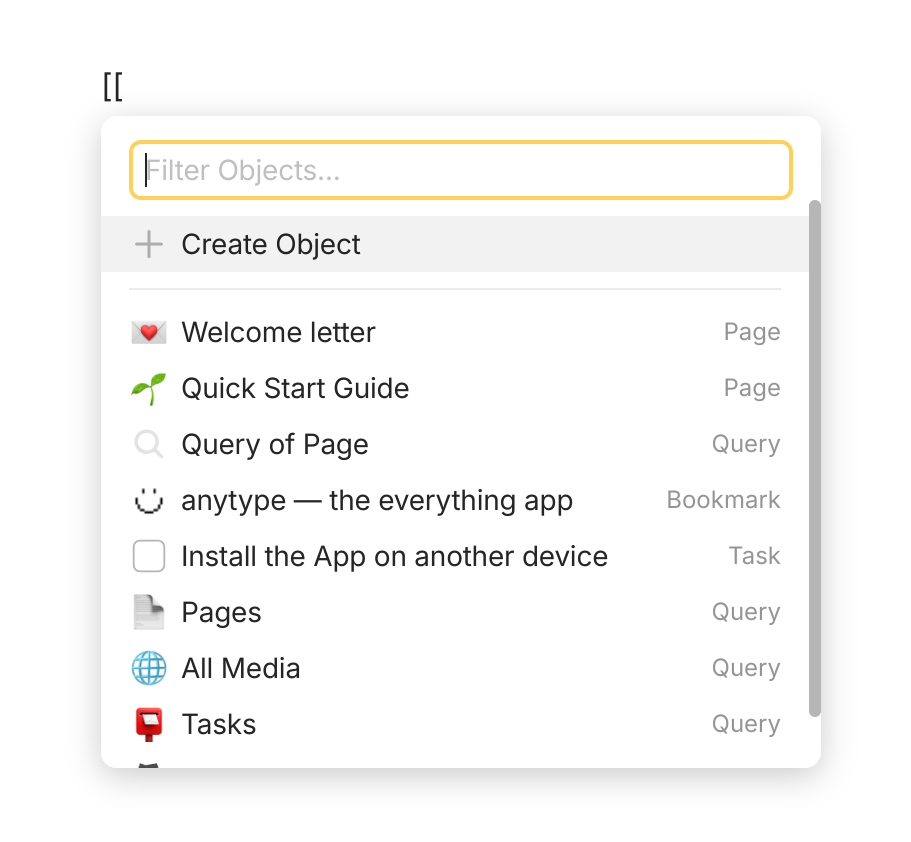 [[
Filter Objects...
Create Object
Welcome letter Page
Quick Start Guide Page
Query of Page Query
anytype — the everything app Bookmark
Install the App on another device Task
Pages Query
All Media Query
Tasks Query